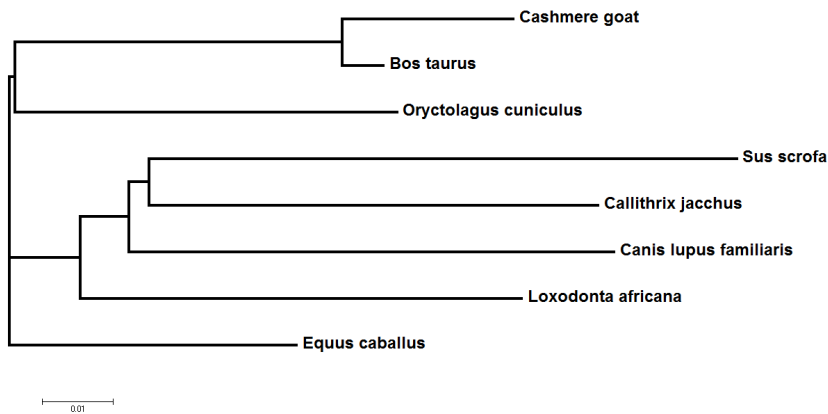 Cashmere goat
Bos taurus
Oryctolagus cuniculus
Sus scrofa
Callithrix jacchus
Canis lupus familiaris
Loxodonta africana
Equus caballus
0.01